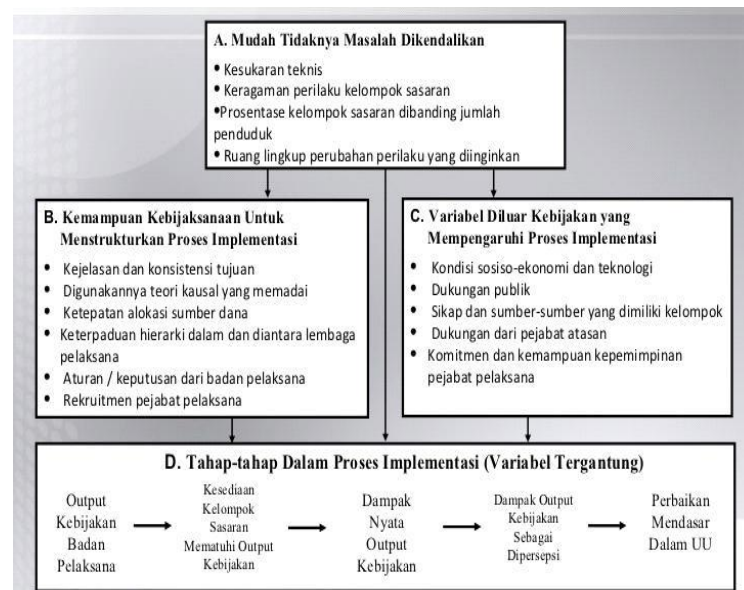 A. Mudah Tidaknya Masalah Dikendalikan
• Kesukaran teknis
• Keragaman perilaku kelompok sasaran
•Prosentase kelompok sasaran dibanding jumlah
penduduk
• Ruang lingkup perubahan perilaku yang diinginkan
B. Kemampuan Kebijaksanaan Untuk
Menstrukturkan Proses Implementasi
• Kejelasan dan konsistensi tujuan
• Digunakannya teori kausal yang memadai
• Ketepatan alokasi sumber dana
• Keterpaduan hierarki dalam dan diantara lembaga
pelaksana
• Aturan / keputusan dari badan pelaksana
• Rekruitmen pejabat pelaksana
C. Variabel Diluar Kebijakan yang
Mempengaruhi Proses Implementasi
• Kondisi sosiso-ekonomi dan teknologi
• Dukungan publik
• Sikap dan sumber-sumber yang dimiliki kelompok
• Dukungan dari pejabat atasan
• Komitmen dan kemampuan kepemimpinan
pejabat pelaksana
D. Tahap-tahap Dalam Proses Implementasi (Variabel Tergantung)
Output
Kebijakan
Badan
Pelaksana
Kesediaan
Kelompok
Sasaran
Mematuhi Output
Kebijakan
Dampak
Nyata
Output
Kebijakan
Dampak Output
Kebijakan
Sebagai
Dipersepsi
Perbaikan
Mendasar
Dalam UU